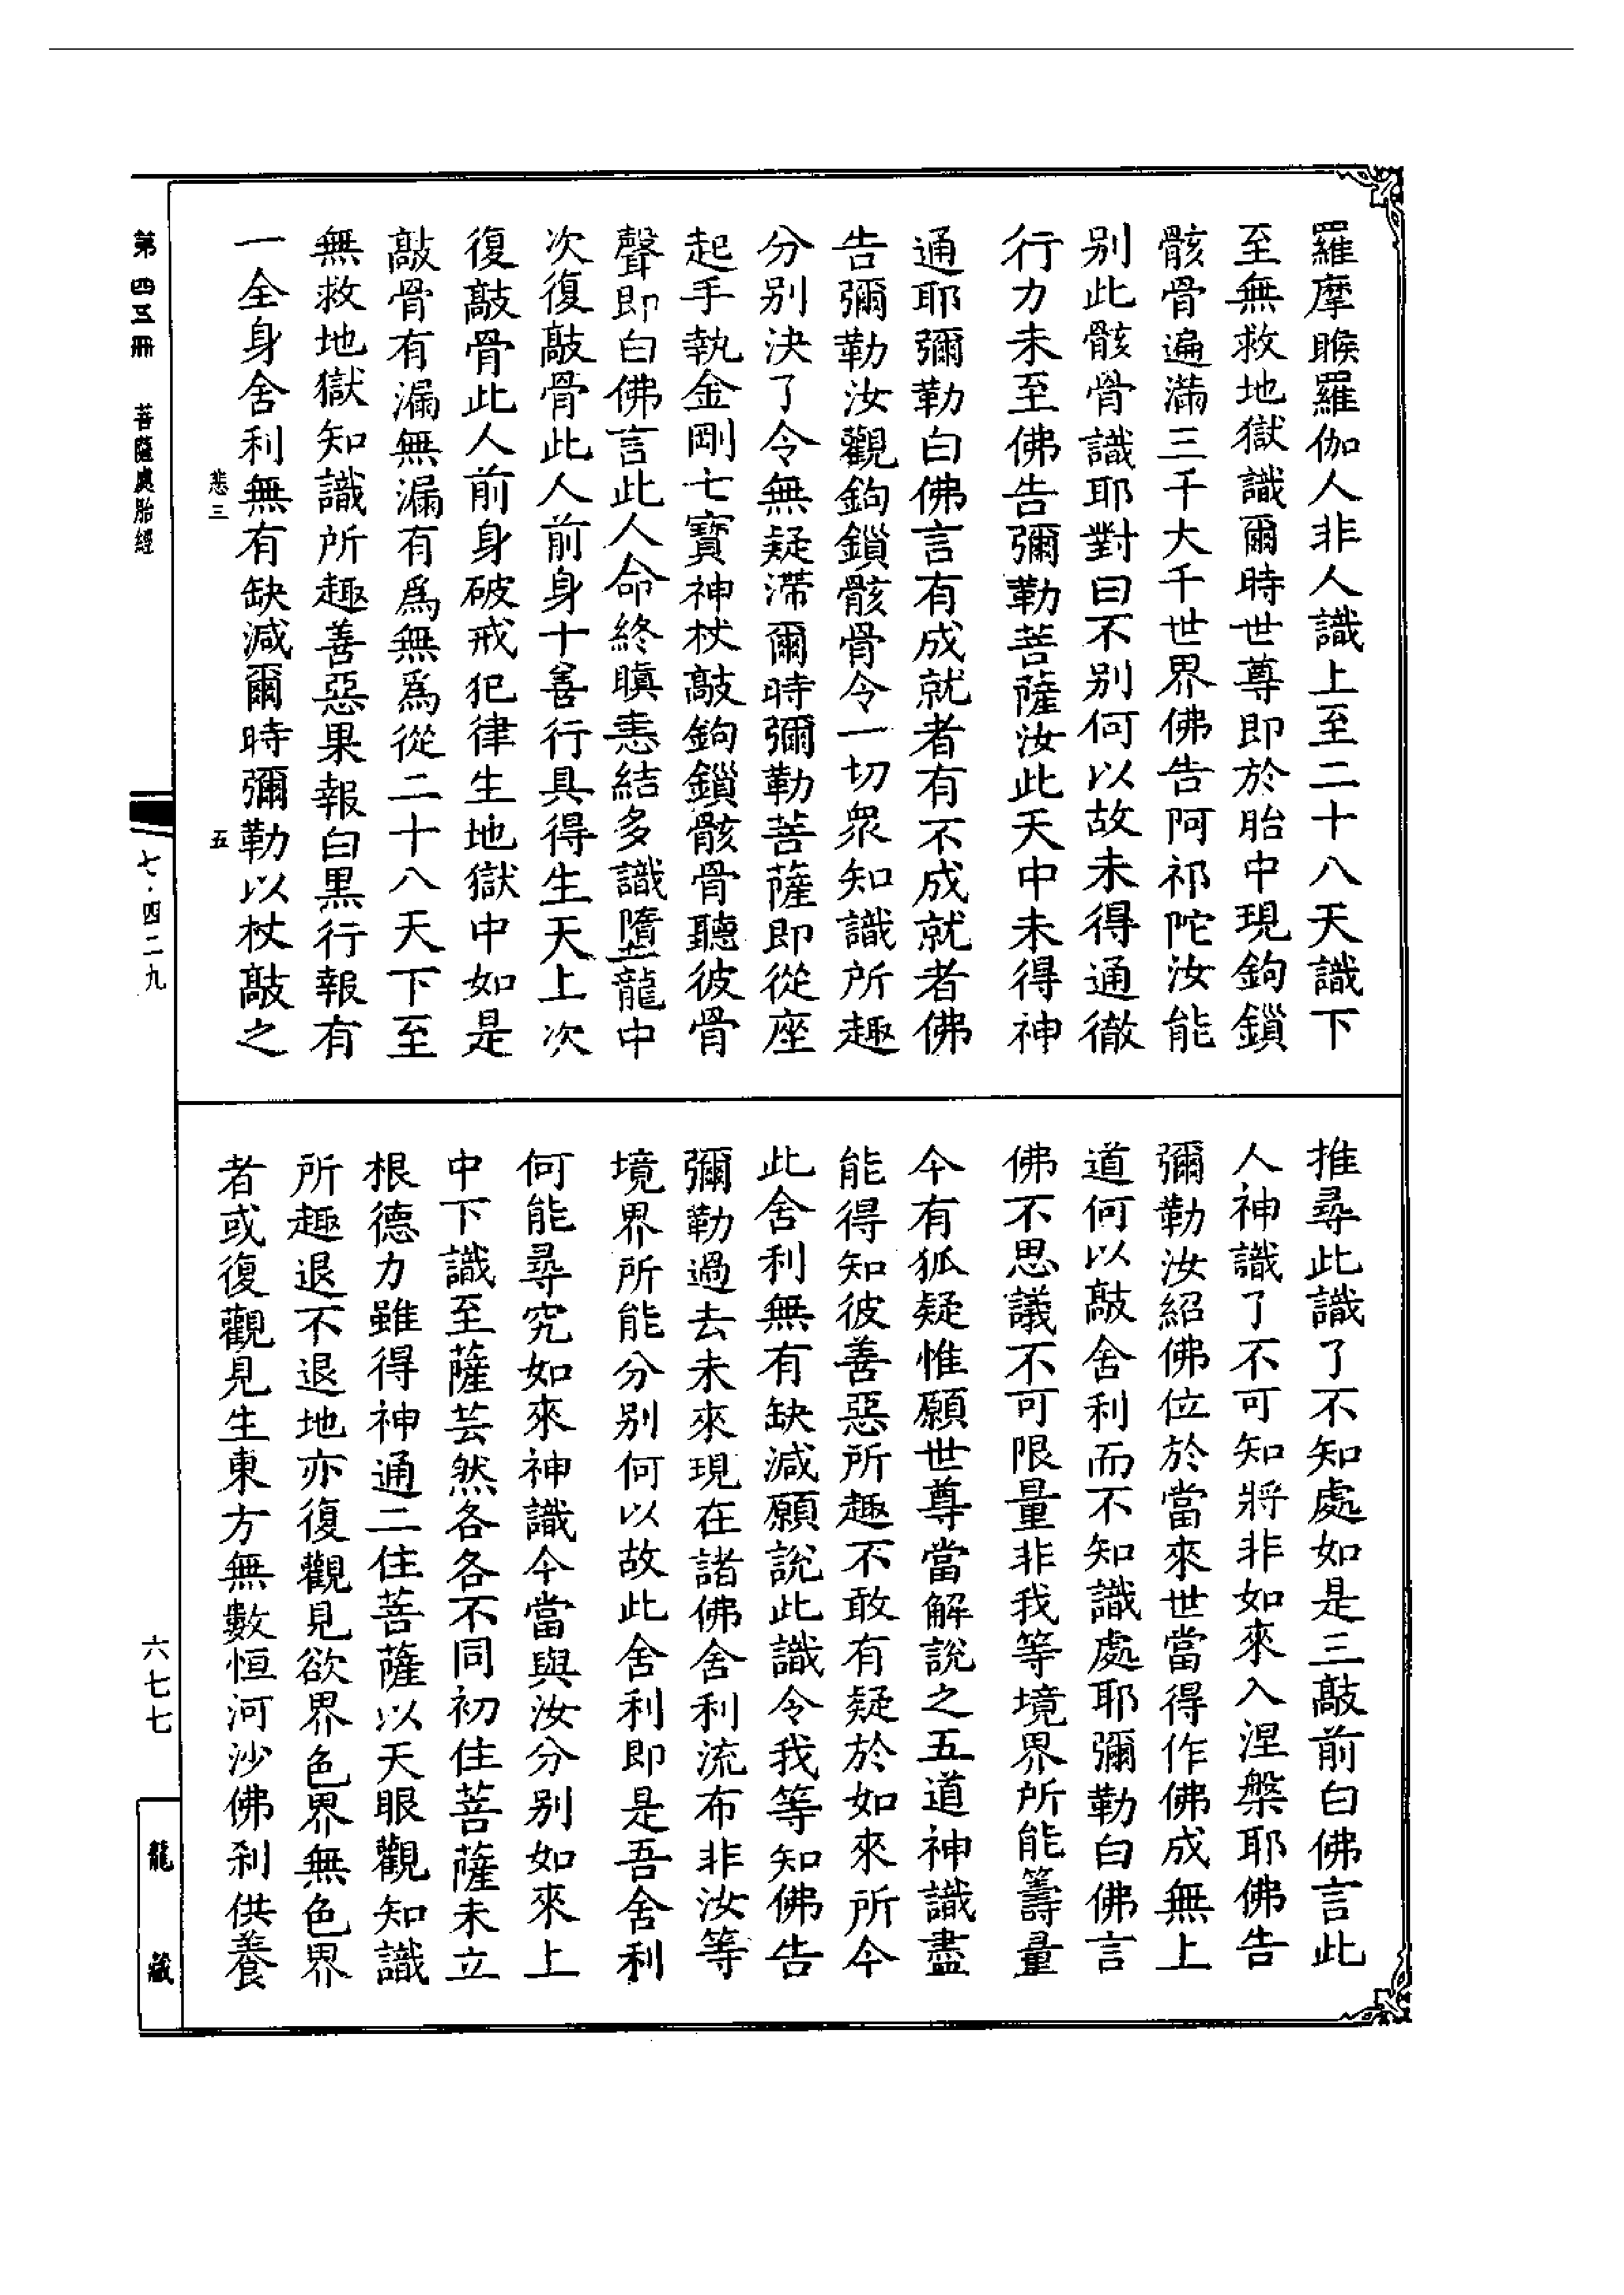 羅摩睺羅伽人非人識上至二十八天識下
至無救地獄識爾時世尊即於胎中現鉤鎖
骸骨遍滿三千大千世界佛告阿祁陀汝能
别此骸骨識耶對曰不别何以故未得通徹
行力未至佛告彌勒菩薩汝此天中未得神
通耶彌勒白佛言有成就者有不成就者佛
告彌勒汝觀鉤鎖骸骨令一切眾知識所趣
分别決了令無疑滯爾時彌勒菩薩即從座
起手執金剛七寶神杖敲鉤鎖骸骨聽彼骨
聲即白佛言此人命終瞋恚結多識墮龍中
次復敲骨此人前身十善行具得生天上次
復敲骨此人前身破戒犯律生地獄中如是
敲骨有漏無漏有為無為從二十八天下至
無救地獄知識所趣善惡果報白黑行報有
一全身舍利無有缺減爾時彌勒以杖敲之
悲三 五
推尋此識了不知處如是三敲前白佛言此
人神識了不可知將非如來入涅槃耶佛告
彌勒汝紹佛位於當來世當得作佛成無上
道何以敲舍利而不知識處耶彌勒白佛言
佛不思議不可限量非我等境界所能籌量
今有狐疑惟願世尊當解說之五道神識盡
能得知彼善惡所趣不敢有疑於如來所今
此舍利無有缺減願說此識令我等知佛告
彌勒過去未來現在諸佛舍利流布非汝等
境界所能分别何以故此舍利即是吾舍利
何能尋究如來神識今當與汝分别如來上
中下識至薩芸然各各不同初住菩薩未立
根德力雖得神通二住菩薩以天眼觀知識
所趣退不退地亦復觀見欲界色界無色界
者或復觀見生東方無數恒河沙佛剎供養
第四三冊 菩薩處胎經 七·四二九 六七七 龍藏